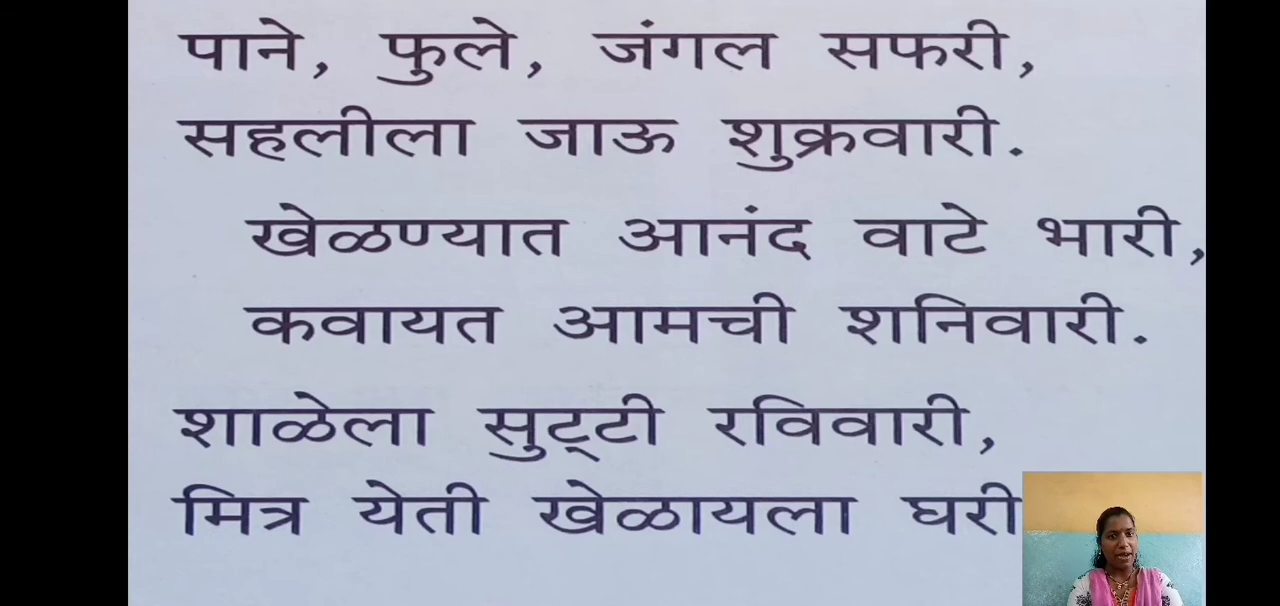 पाने, फुले, जंगल सफरी,
सहलीला जाऊ शुक्रवारी.
खेळण्यात आनंद वाटे भारी,
कवायत आमची शनिवारी.
शाळेला सुट्‌टी रविवारी,
मित्र येती खेळायला घरी